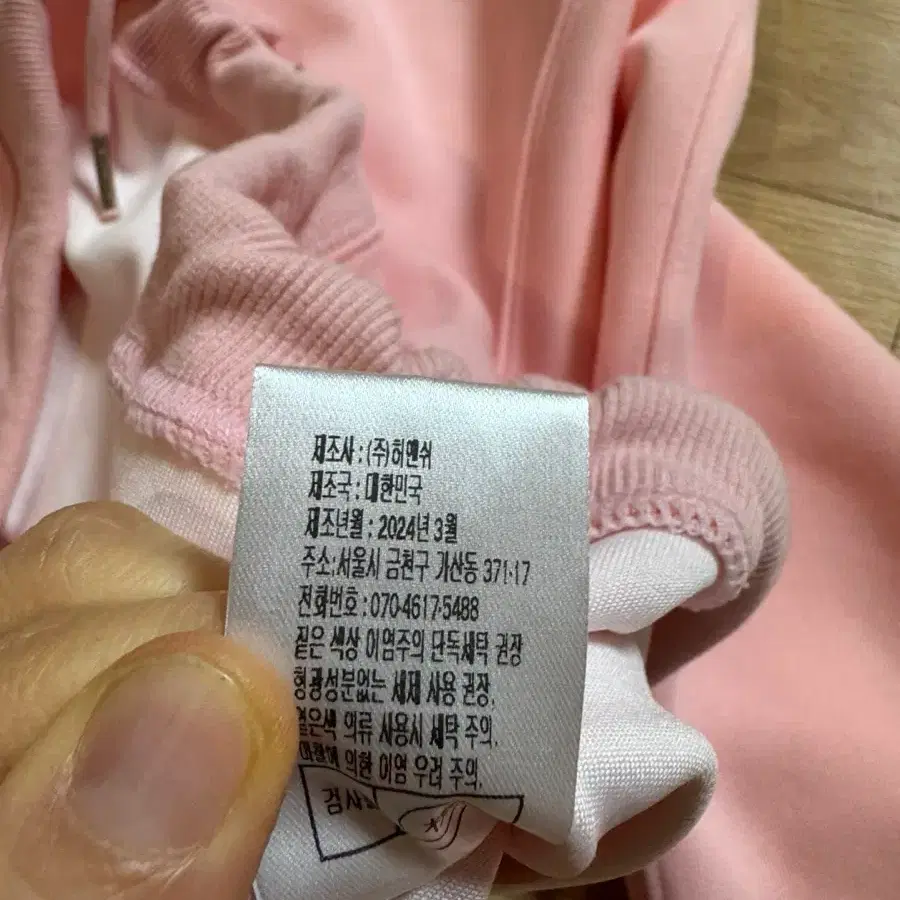 제조사 : (주)히맨쉬
제조국 : 대한민국
제조년월 : 2024년 3월
주소:서울시 금천구 가산동 371-17
전화번호 : 070-4617-5488
짙은 색상 이염주의 단독세탁 권장
형광성분없는 세제 사용 권장,
옅은색 의류 사용시 세탁 주의,
마찰에 의한 이염 우려 주의.
검사